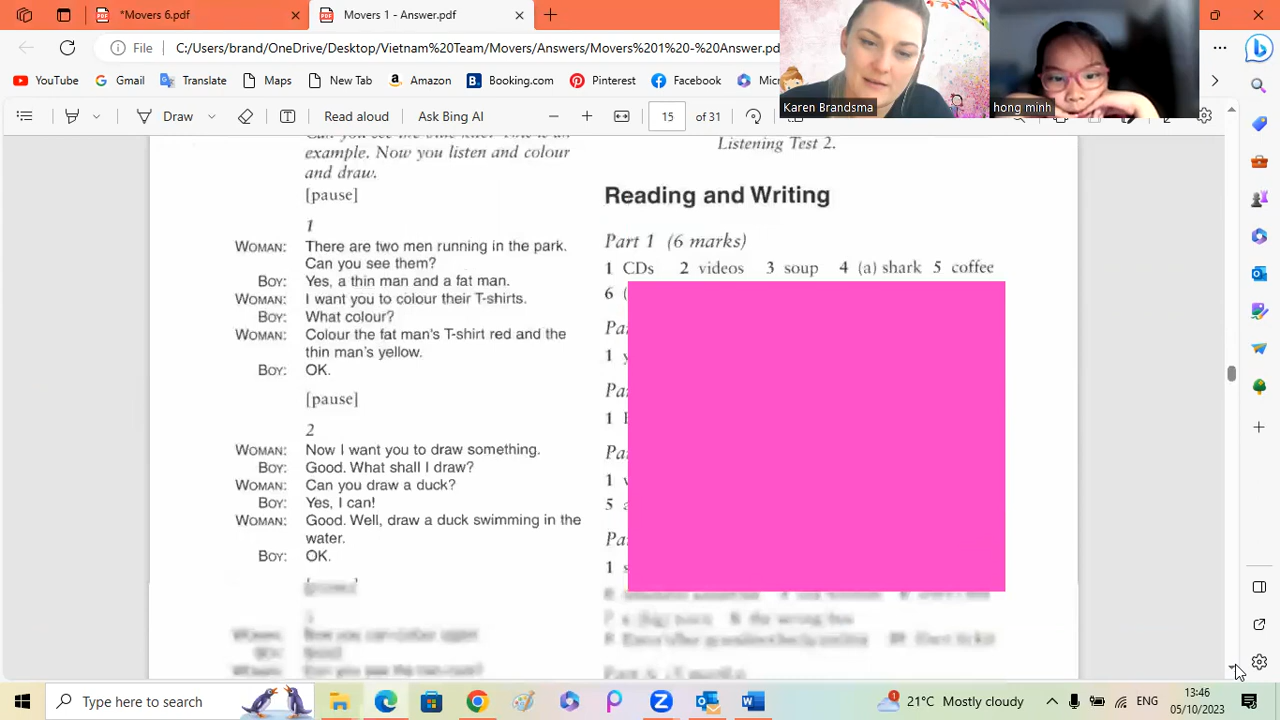 *Movers 6.pdf
Movers 1 - Answer.pdf
File
C:/Users/brand/OneDrive/Desktop/Vietnam%20Team/Movers/Answers/Movers%201%20-%20Answer.pd
YouTube
Gmail
Translate
Maps
New Tab
Amazon
Booking.com
Pinterest
Facebook
Draw
Read aloud
Ask Bing AI
15
of 31
Karen Brandsma
hong minh
example. Now you listen and colour
and draw.
[pause]
1
WOMAN: There are two men running in the park.
Can you see them?
BOY: Yes, a thin man and a fat man.
WOMAN: I want you to colour their T-shirts.
BOY: What colour?
WOMAN: Colour the fat man's T-shirt red and the
thin man's yellow.
BOY: OK.
[pause]
2
WOMAN: Now I want you to draw something.
BOY: Good. What shall I draw?
WOMAN: Can you draw a duck?
BOY: Yes, I can!
WOMAN: Good. Well, draw a duck swimming in the
water.
BOY: OK.
Listening Test 2.
Reading and Writing
Part 1 (6 marks)
1 CDs 2 videos 3 soup 4 (a) shark 5 coffee
6
1
1
1
5
1
Type here to search
1
21°C Mostly cloudy
ENG
13:46
05/10/2023